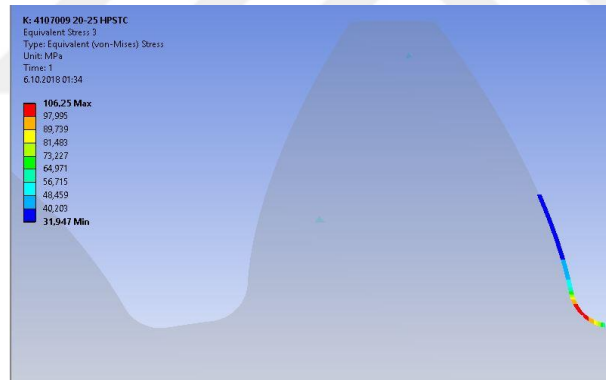 K: 4107009 20-25 HPSTC
Equivalent Stress 3
Type: Equivalent (von-Mises) Stress
Unit: MPa
Time: 1
6.10.2018 01:34
106,25 Max
97,995
89,739
81,483
73,227
64,971
56,715
48,459
40,203
31,947 Min